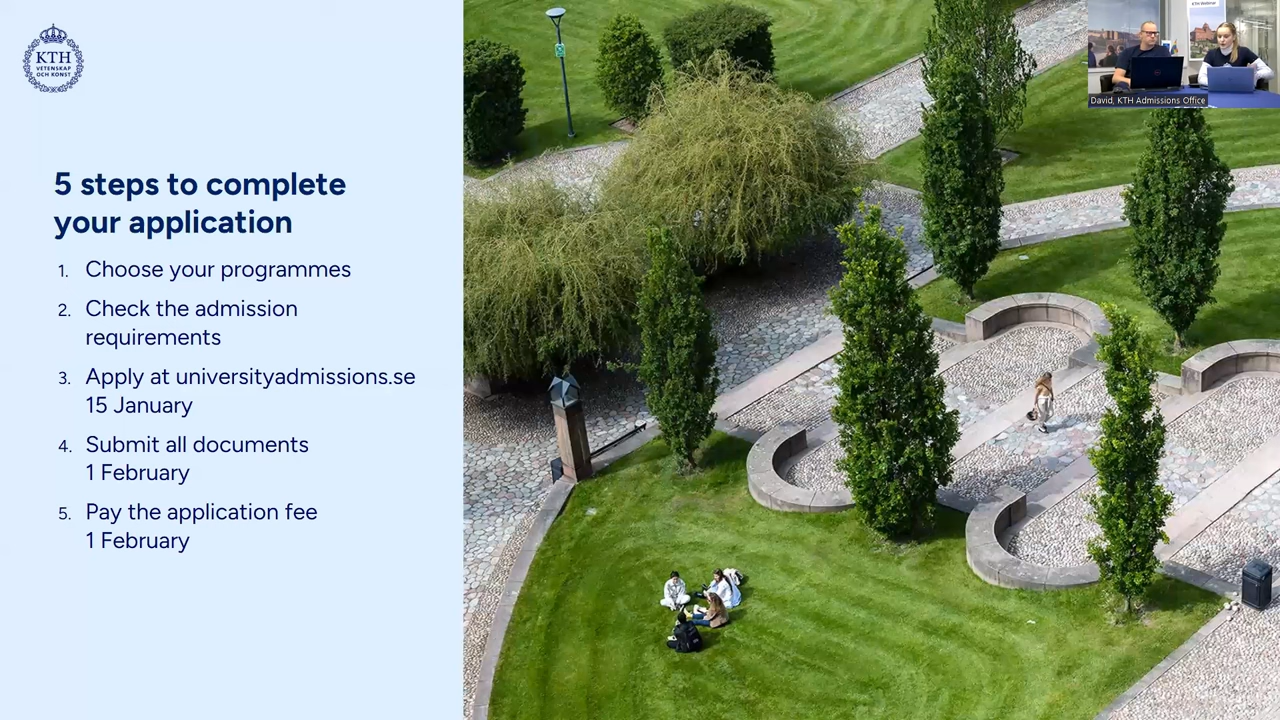 KTH
VETENSKAP
OCH KONST
5 steps to complete
your application
1. Choose your programmes
2. Check the admission
requirements
3. Apply at universityadmissions.se
15 January
4. Submit all documents
1 February
5. Pay the application fee
1 February
KTH Webinar
David, KTH Admissions Office